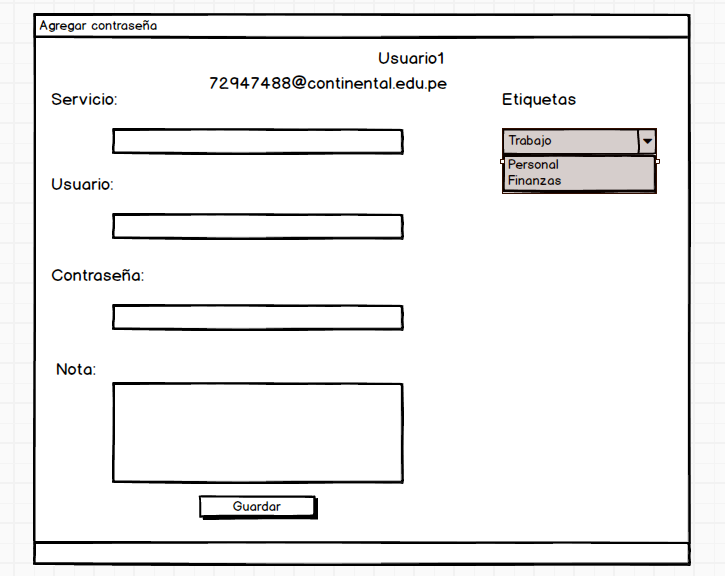 Agregar contraseña
Usuario1
72947488@continental.edu.pe
Servicio:
Etiquetas
Trabajo
Personal
Finanzas
Usuario:
Contraseña:
Nota:
Guardar